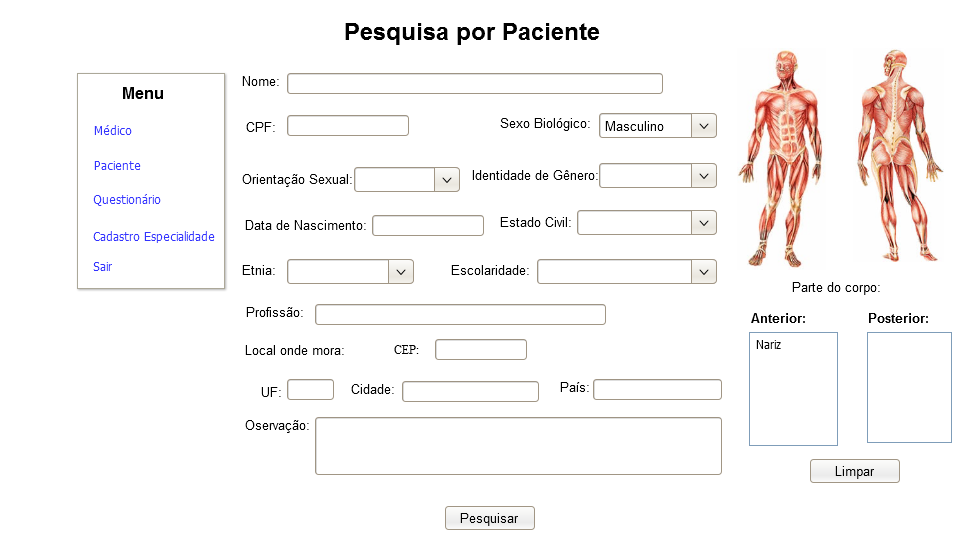 Pesquisa por Paciente
Menu
Médico
Paciente
Questionário
Cadastro Especialidade
Sair
Nome:
CPF:
Sexo Biológico: Masculino
Orientação Sexual:
Identidade de Gênero:
Data de Nascimento:
Estado Civil:
Etnia:
Escolaridade:
Profissão:
Local onde mora:
CEP:
UF:
Cidade:
País:
Oservação:
Pesquisar
Parte do corpo:
Anterior:
Nariz
Posterior:
Limpar